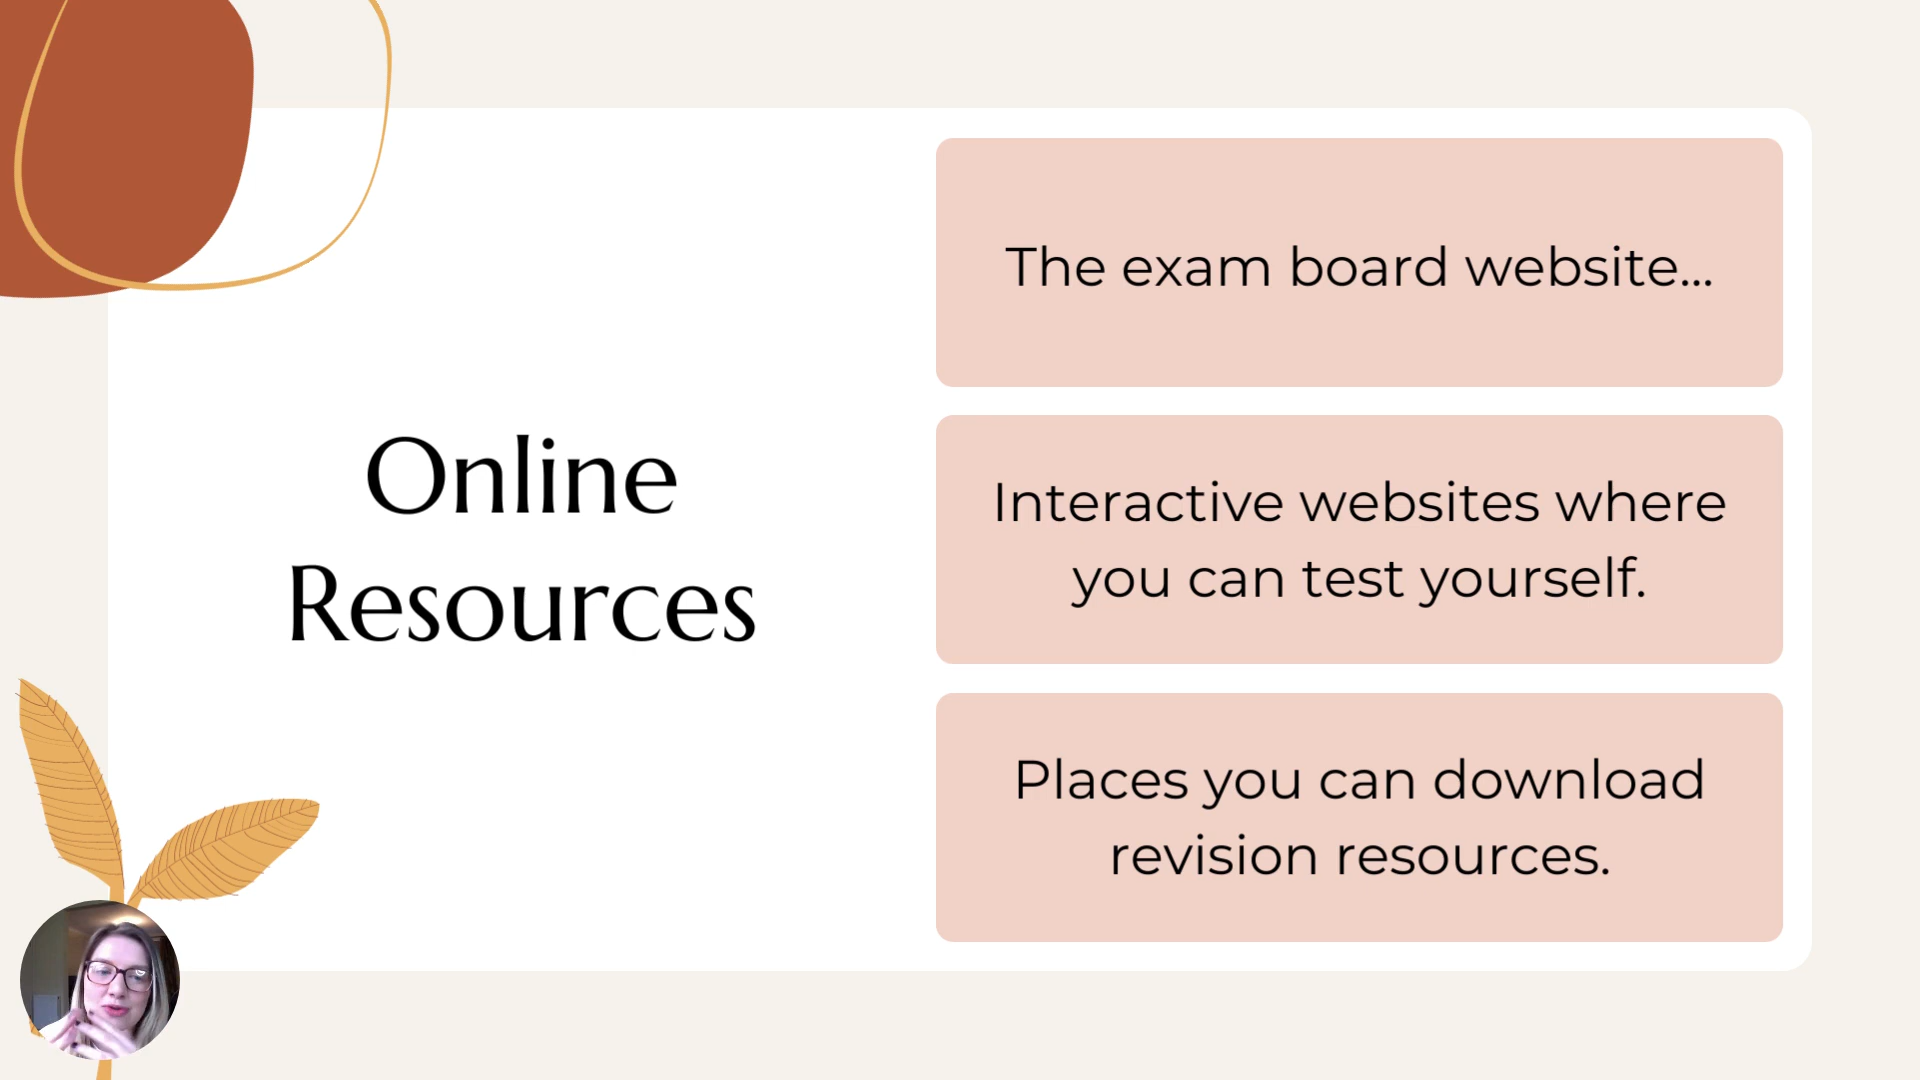 Online
Resources
The exam board website...
Interactive websites where
you can test yourself.
Places you can download
revision resources.